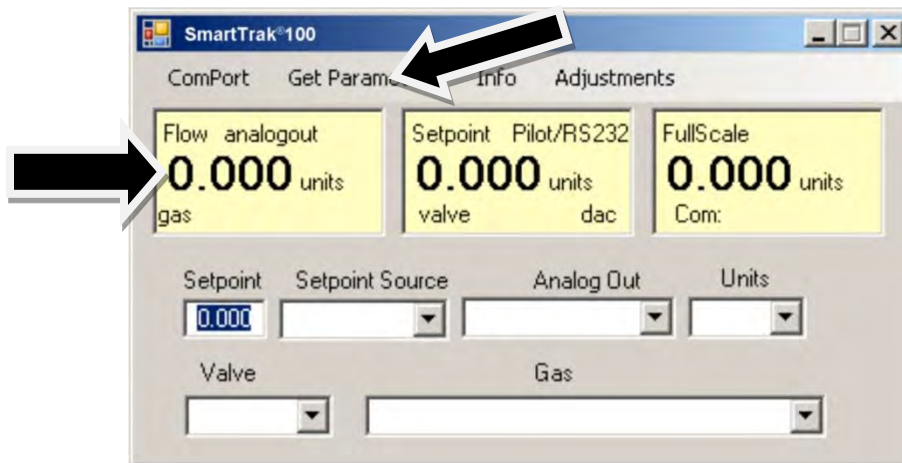 SmartTrak®100
ComPort Get Info Adjustments
Flow analogout
0.000 units
gas
Setpoint Pilot/RS232
0.000 units
valve dac
FullScale
0.000 units
Com:
Setpoint Setpoint Source Analog Out Units
0.000
Valve Gas